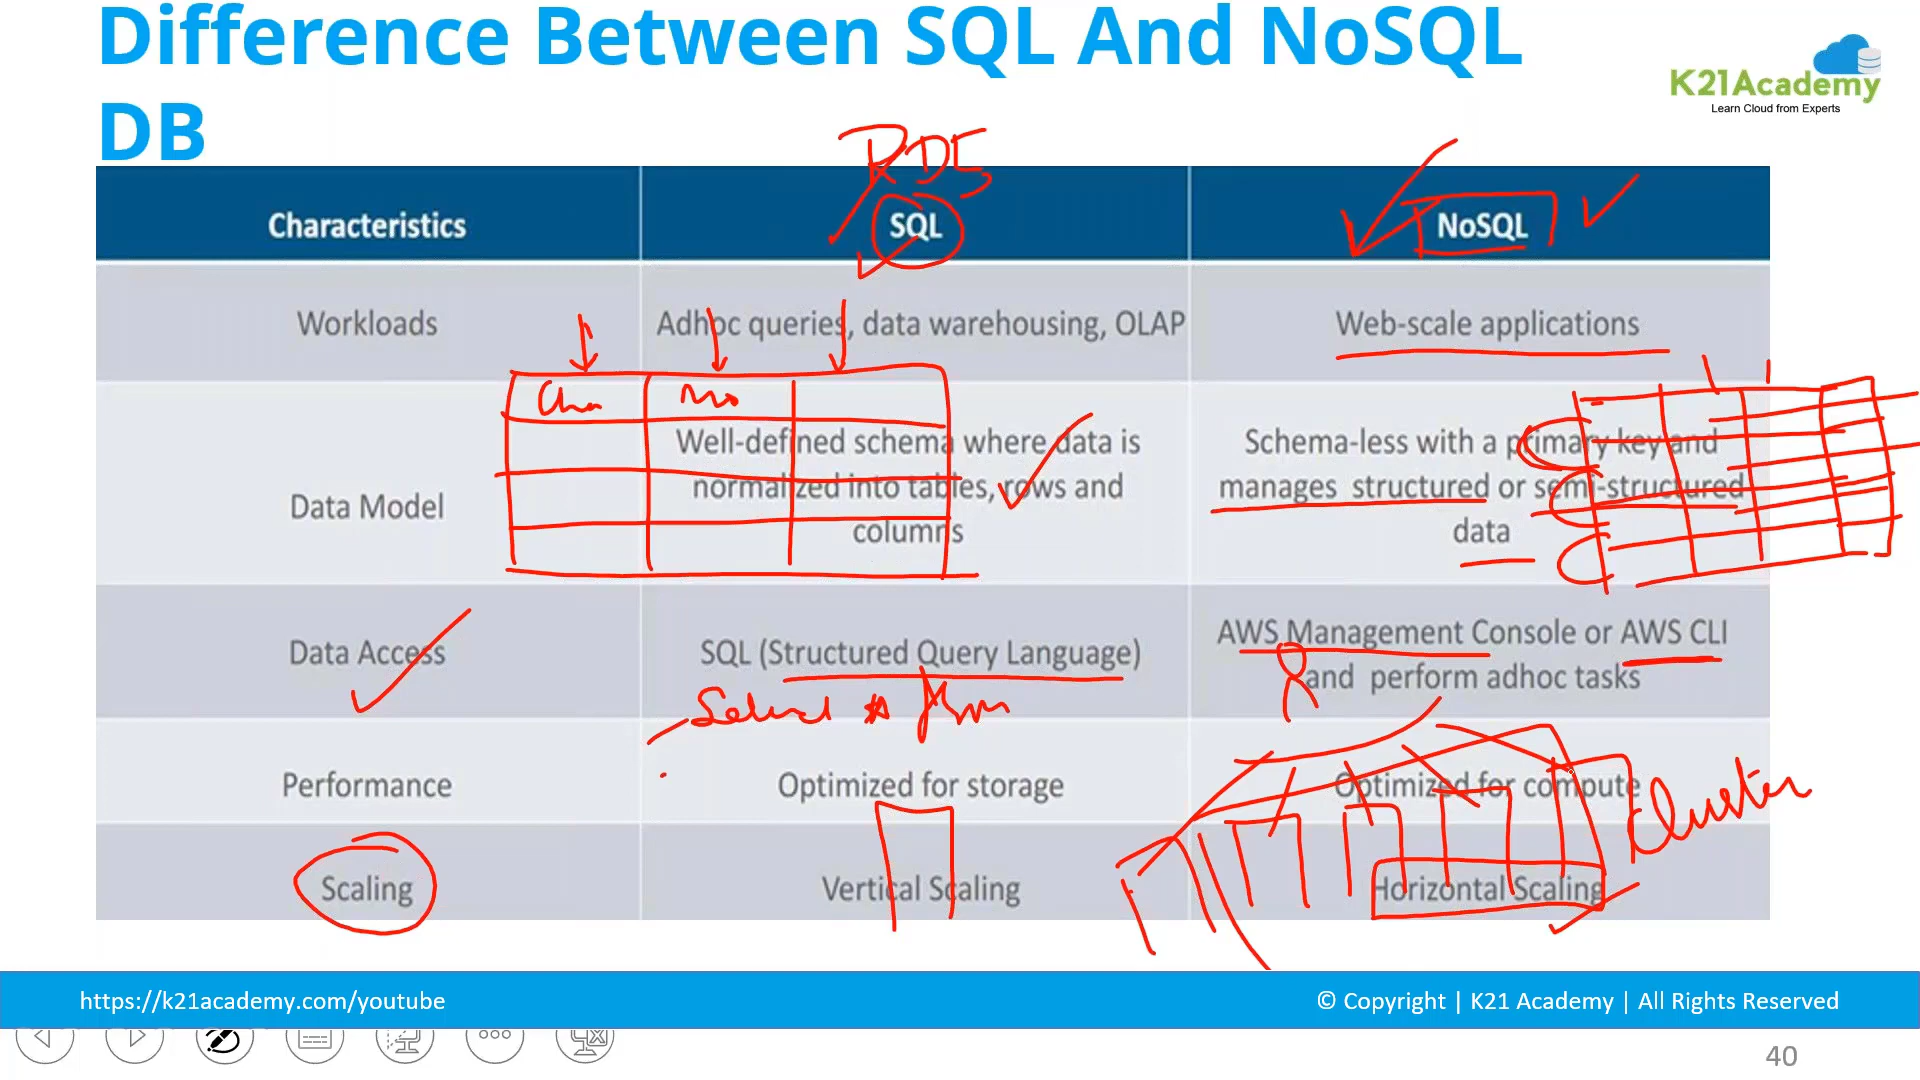 Difference Between SQL And NoSQL
DB
K21Academy
Learn Cloud from Experts
RDS
Characteristics
SQL
NoSQL
Workloads
Adhoc queries, data warehousing, OLAP
Web-scale applications
Data Model
Well-defined schema where data is
normalized into tables, rows and
columns
Schema-less with a primary key and
manages structured or semi-structured
data
Data Access
SQL (Structured Query Language)
Select * from
AWS Management Console or AWS CLI
and perform adhoc tasks
Performance
Optimized for storage
Optimized for compute
Cluster
Scaling
Vertical Scaling
Horizontal Scaling
https://k21academy.com/youtube
© Copyright | K21 Academy | All Rights Reserved
40